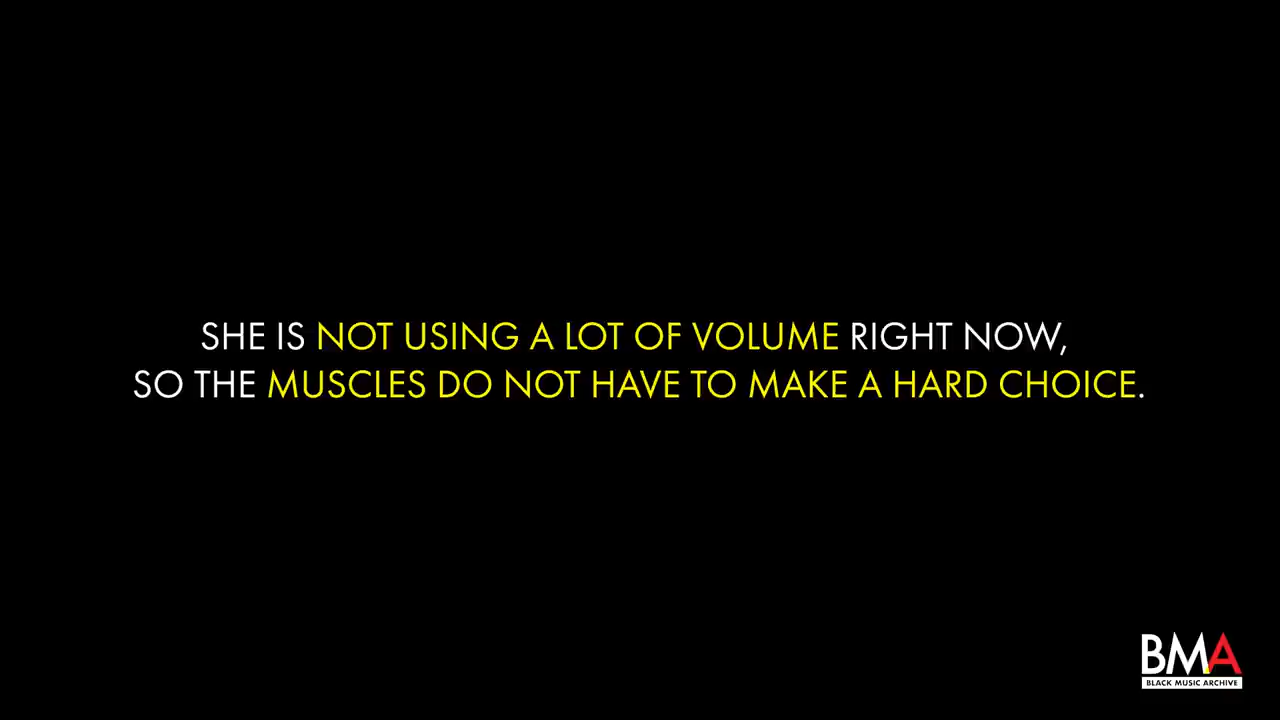 SHE IS NOT USING A LOT OF VOLUME RIGHT NOW,
SO THE MUSCLES DO NOT HAVE TO MAKE A HARD CHOICE.
BMA
BLACK MUSIC ARCHIVE